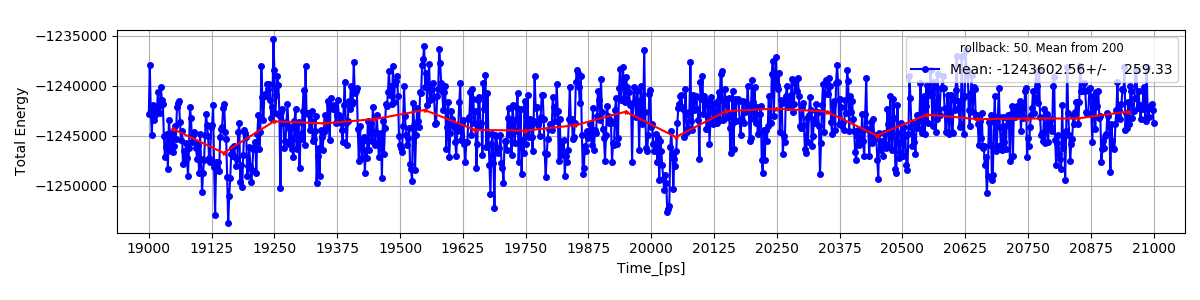 rollback: 50. Mean from 200
Mean: -1243602.56+/- 259.33
Total Energy
−1235000
−1240000
−1245000
−1250000
19000 19125 19250 19375 19500 19625 19750 19875 20000 20125 20250 20375 20500 20625 20750 20875 21000
Time_[ps]